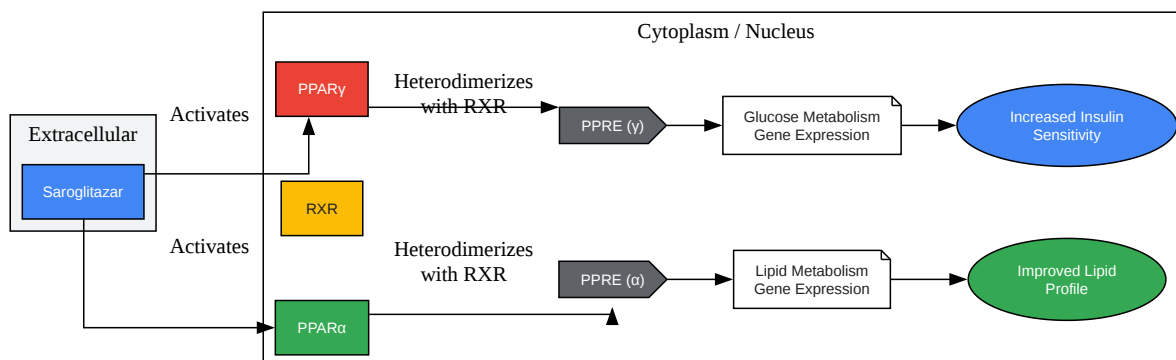 Cytoplasm / Nucleus
Extracellular
Saroglitazar
Activates
Activates
PPARγ
RXR
PPARα
Heterodimerizes
with RXR
PPRE (γ)
Glucose Metabolism
Gene Expression
Increased Insulin
Sensitivity
Heterodimerizes
with RXR
PPRE (α)
Lipid Metabolism
Gene Expression
Improved Lipid
Profile